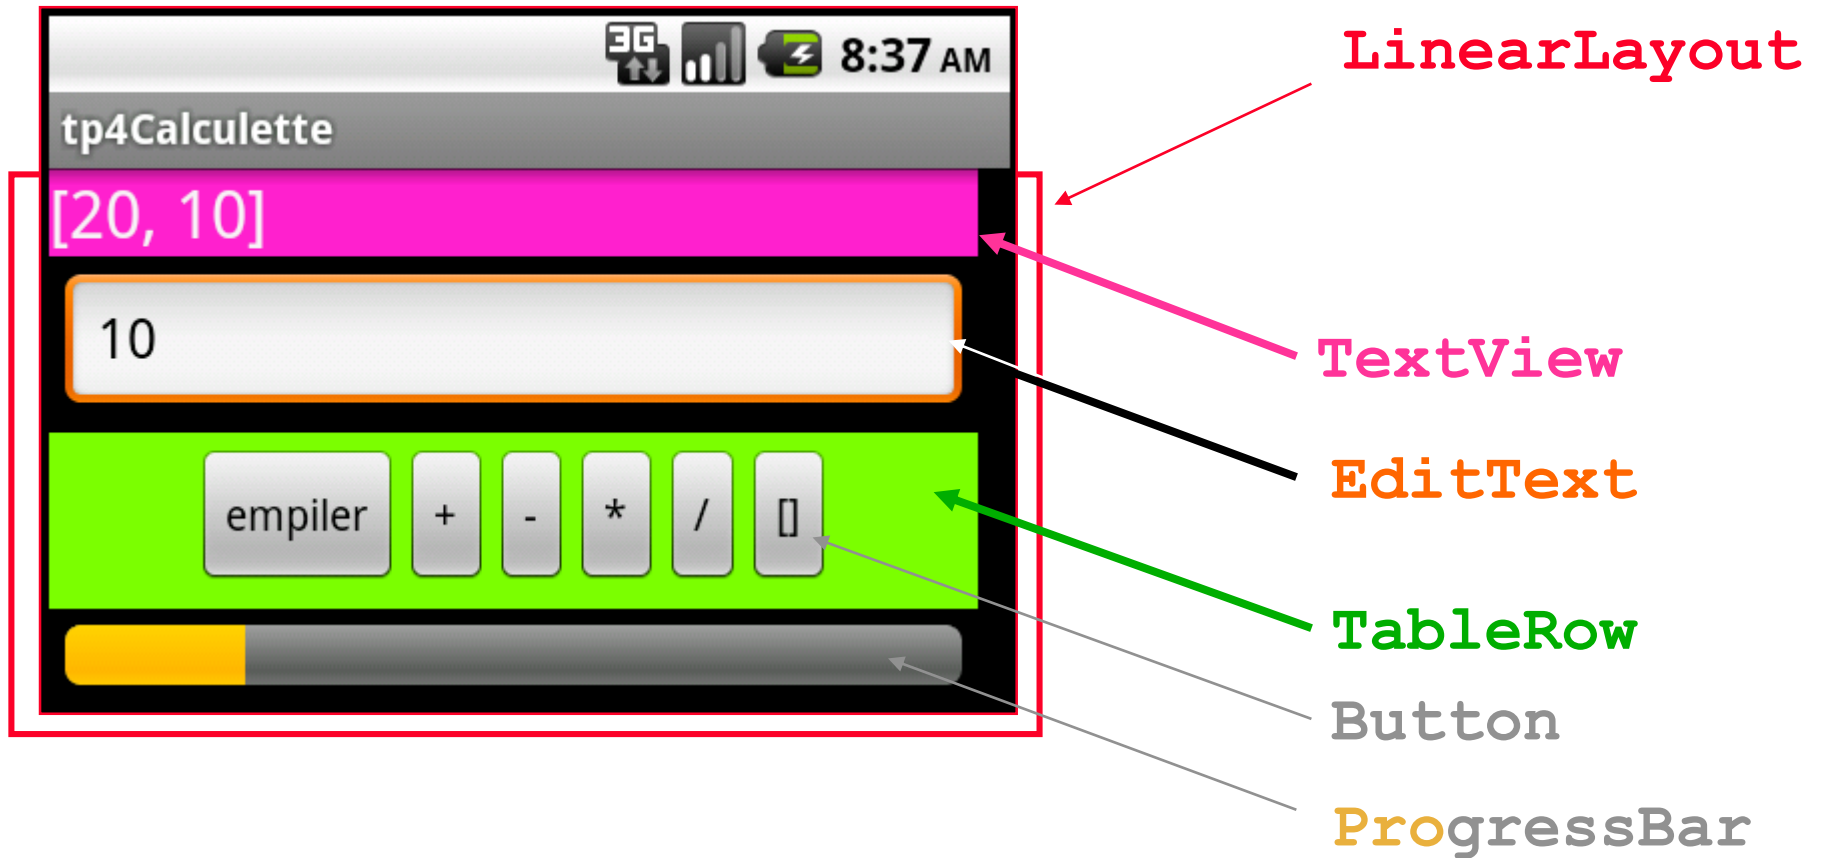 3G 8:37 AM
LinearLayout
tp4Calculette
[20, 10]
TextView
10
EditText
empiler + - * / []
TableRow
Button
ProgressBar